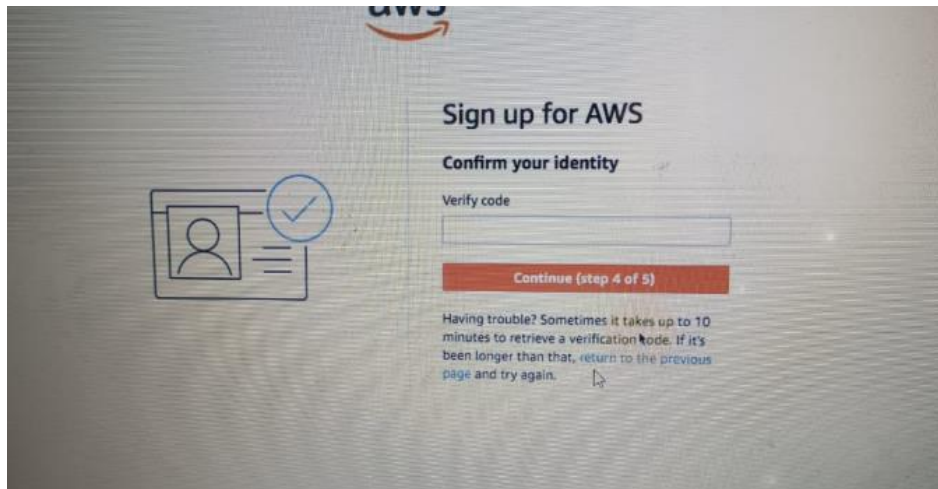 aws
Sign up for AWS
Confirm your identity
Verify code
Continue (step 4 of 5)
Having trouble? Sometimes it takes up to 10
minutes to retrieve a verification code. If it's
been longer than that, return to the previous
page and try again.